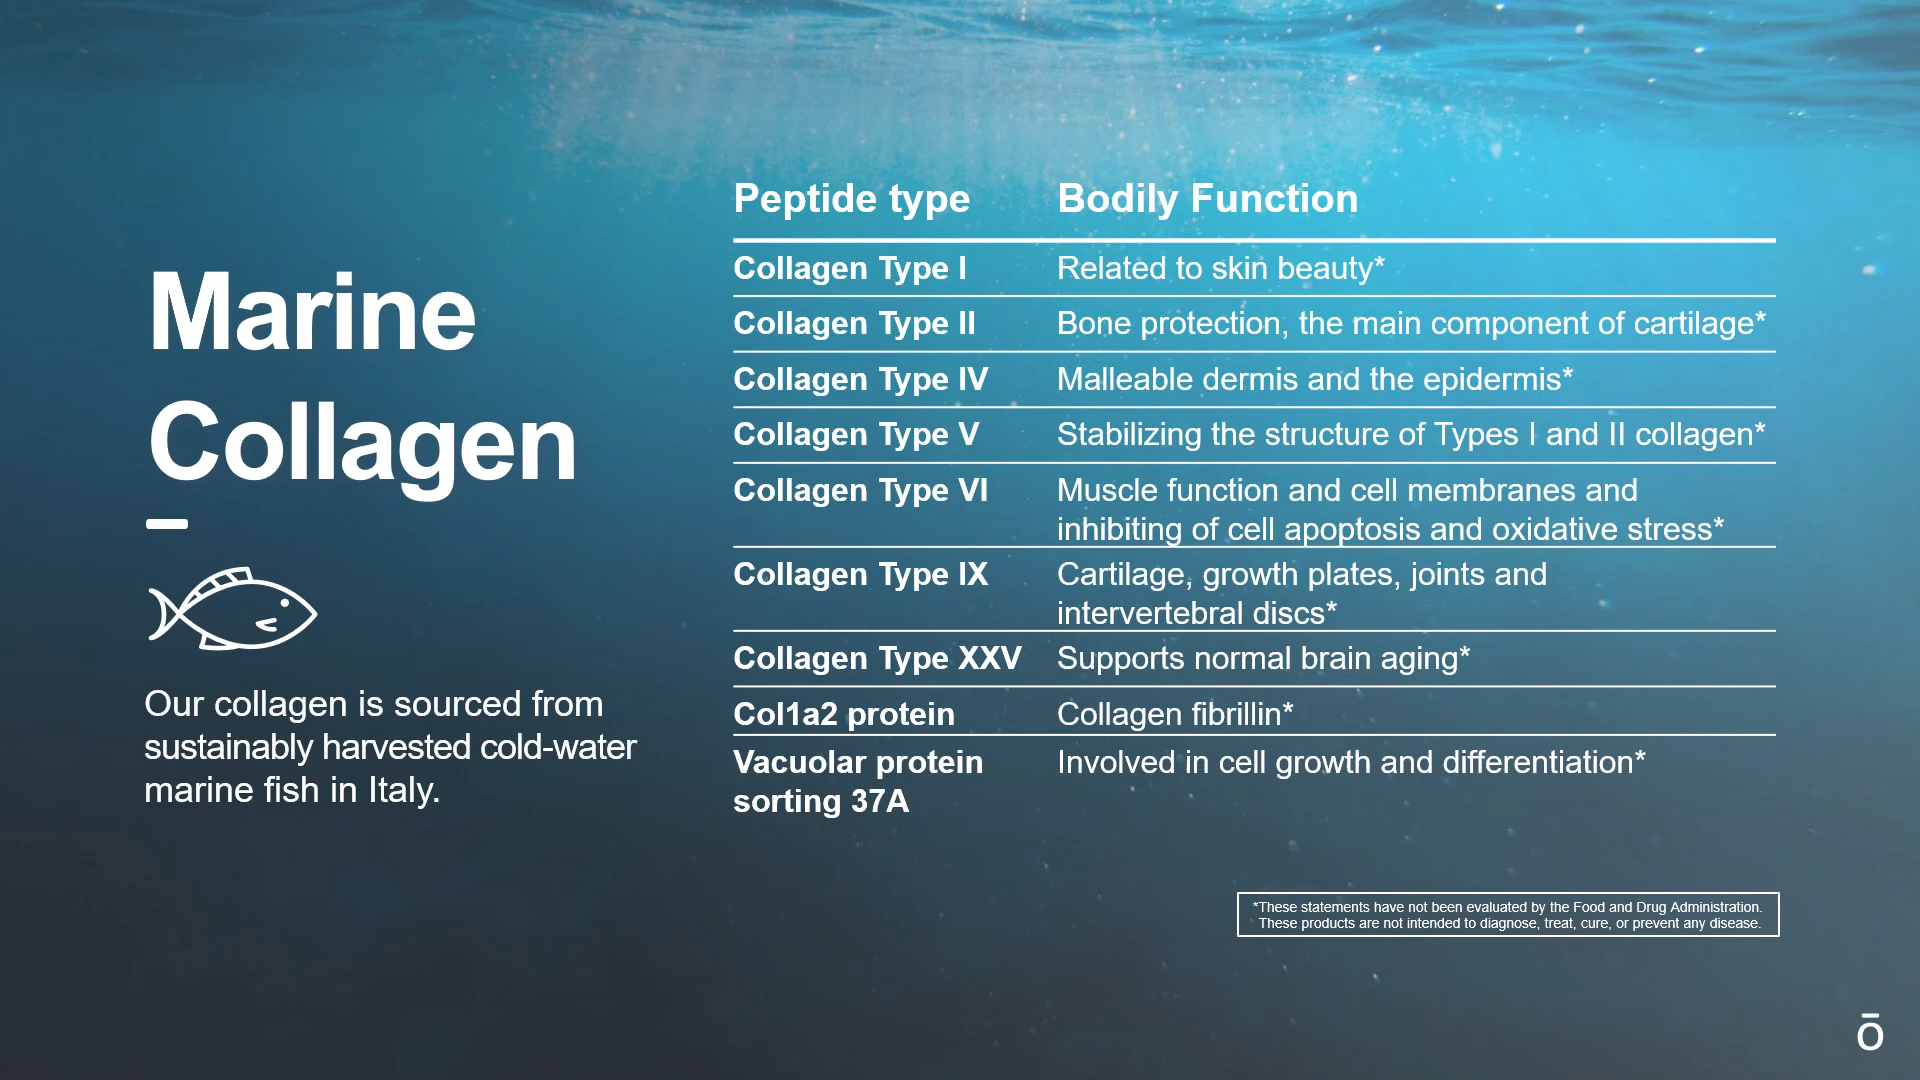 Marine
Collagen
Our collagen is sourced from
sustainably harvested cold-water
marine fish in Italy.
Peptide type Bodily Function
Collagen Type I Related to skin beauty*
Collagen Type II Bone protection, the main component of cartilage*
Collagen Type IV Malleable dermis and the epidermis*
Collagen Type V Stabilizing the structure of Types I and II collagen*
Collagen Type VI Muscle function and cell membranes and
inhibiting of cell apoptosis and oxidative stress*
Collagen Type IX Cartilage, growth plates, joints and
intervertebral discs*
Collagen Type XXV Supports normal brain aging*
Col1a2 protein Collagen fibrillin*
Vacuolar protein Involved in cell growth and differentiation*
sorting 37A
*These statements have not been evaluated by the Food and Drug Administration.
These products are not intended to diagnose, treat, cure, or prevent any disease.
ō